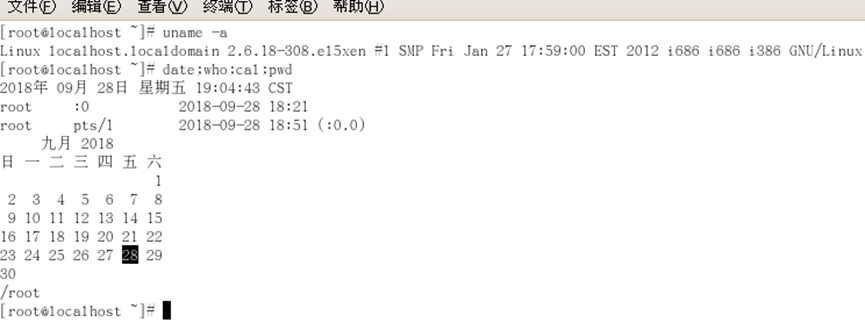 文件(F) 编辑(E) 查看(V) 终端(T) 标签(B) 帮助(H)
[root@localhost ~]# uname -a
Linux localhost.localdomain 2.6.18-308.el5xen #1 SMP Fri Jan 27 17:59:00 EST 2012 i686 i686 i386 GNU/Linux
[root@localhost ~]# date;who;cal;pwd
2018年 09月 28日 星期五 19:04:43 CST
root     :0           2018-09-28 18:21
root     pts/1        2018-09-28 18:51 (:0.0)
九月 2018
日 一 二 三 四 五 六
1
2 3 4 5 6 7 8
9 10 11 12 13 14 15
16 17 18 19 20 21 22
23 24 25 26 27 28 29
30
/root
[root@localhost ~]#